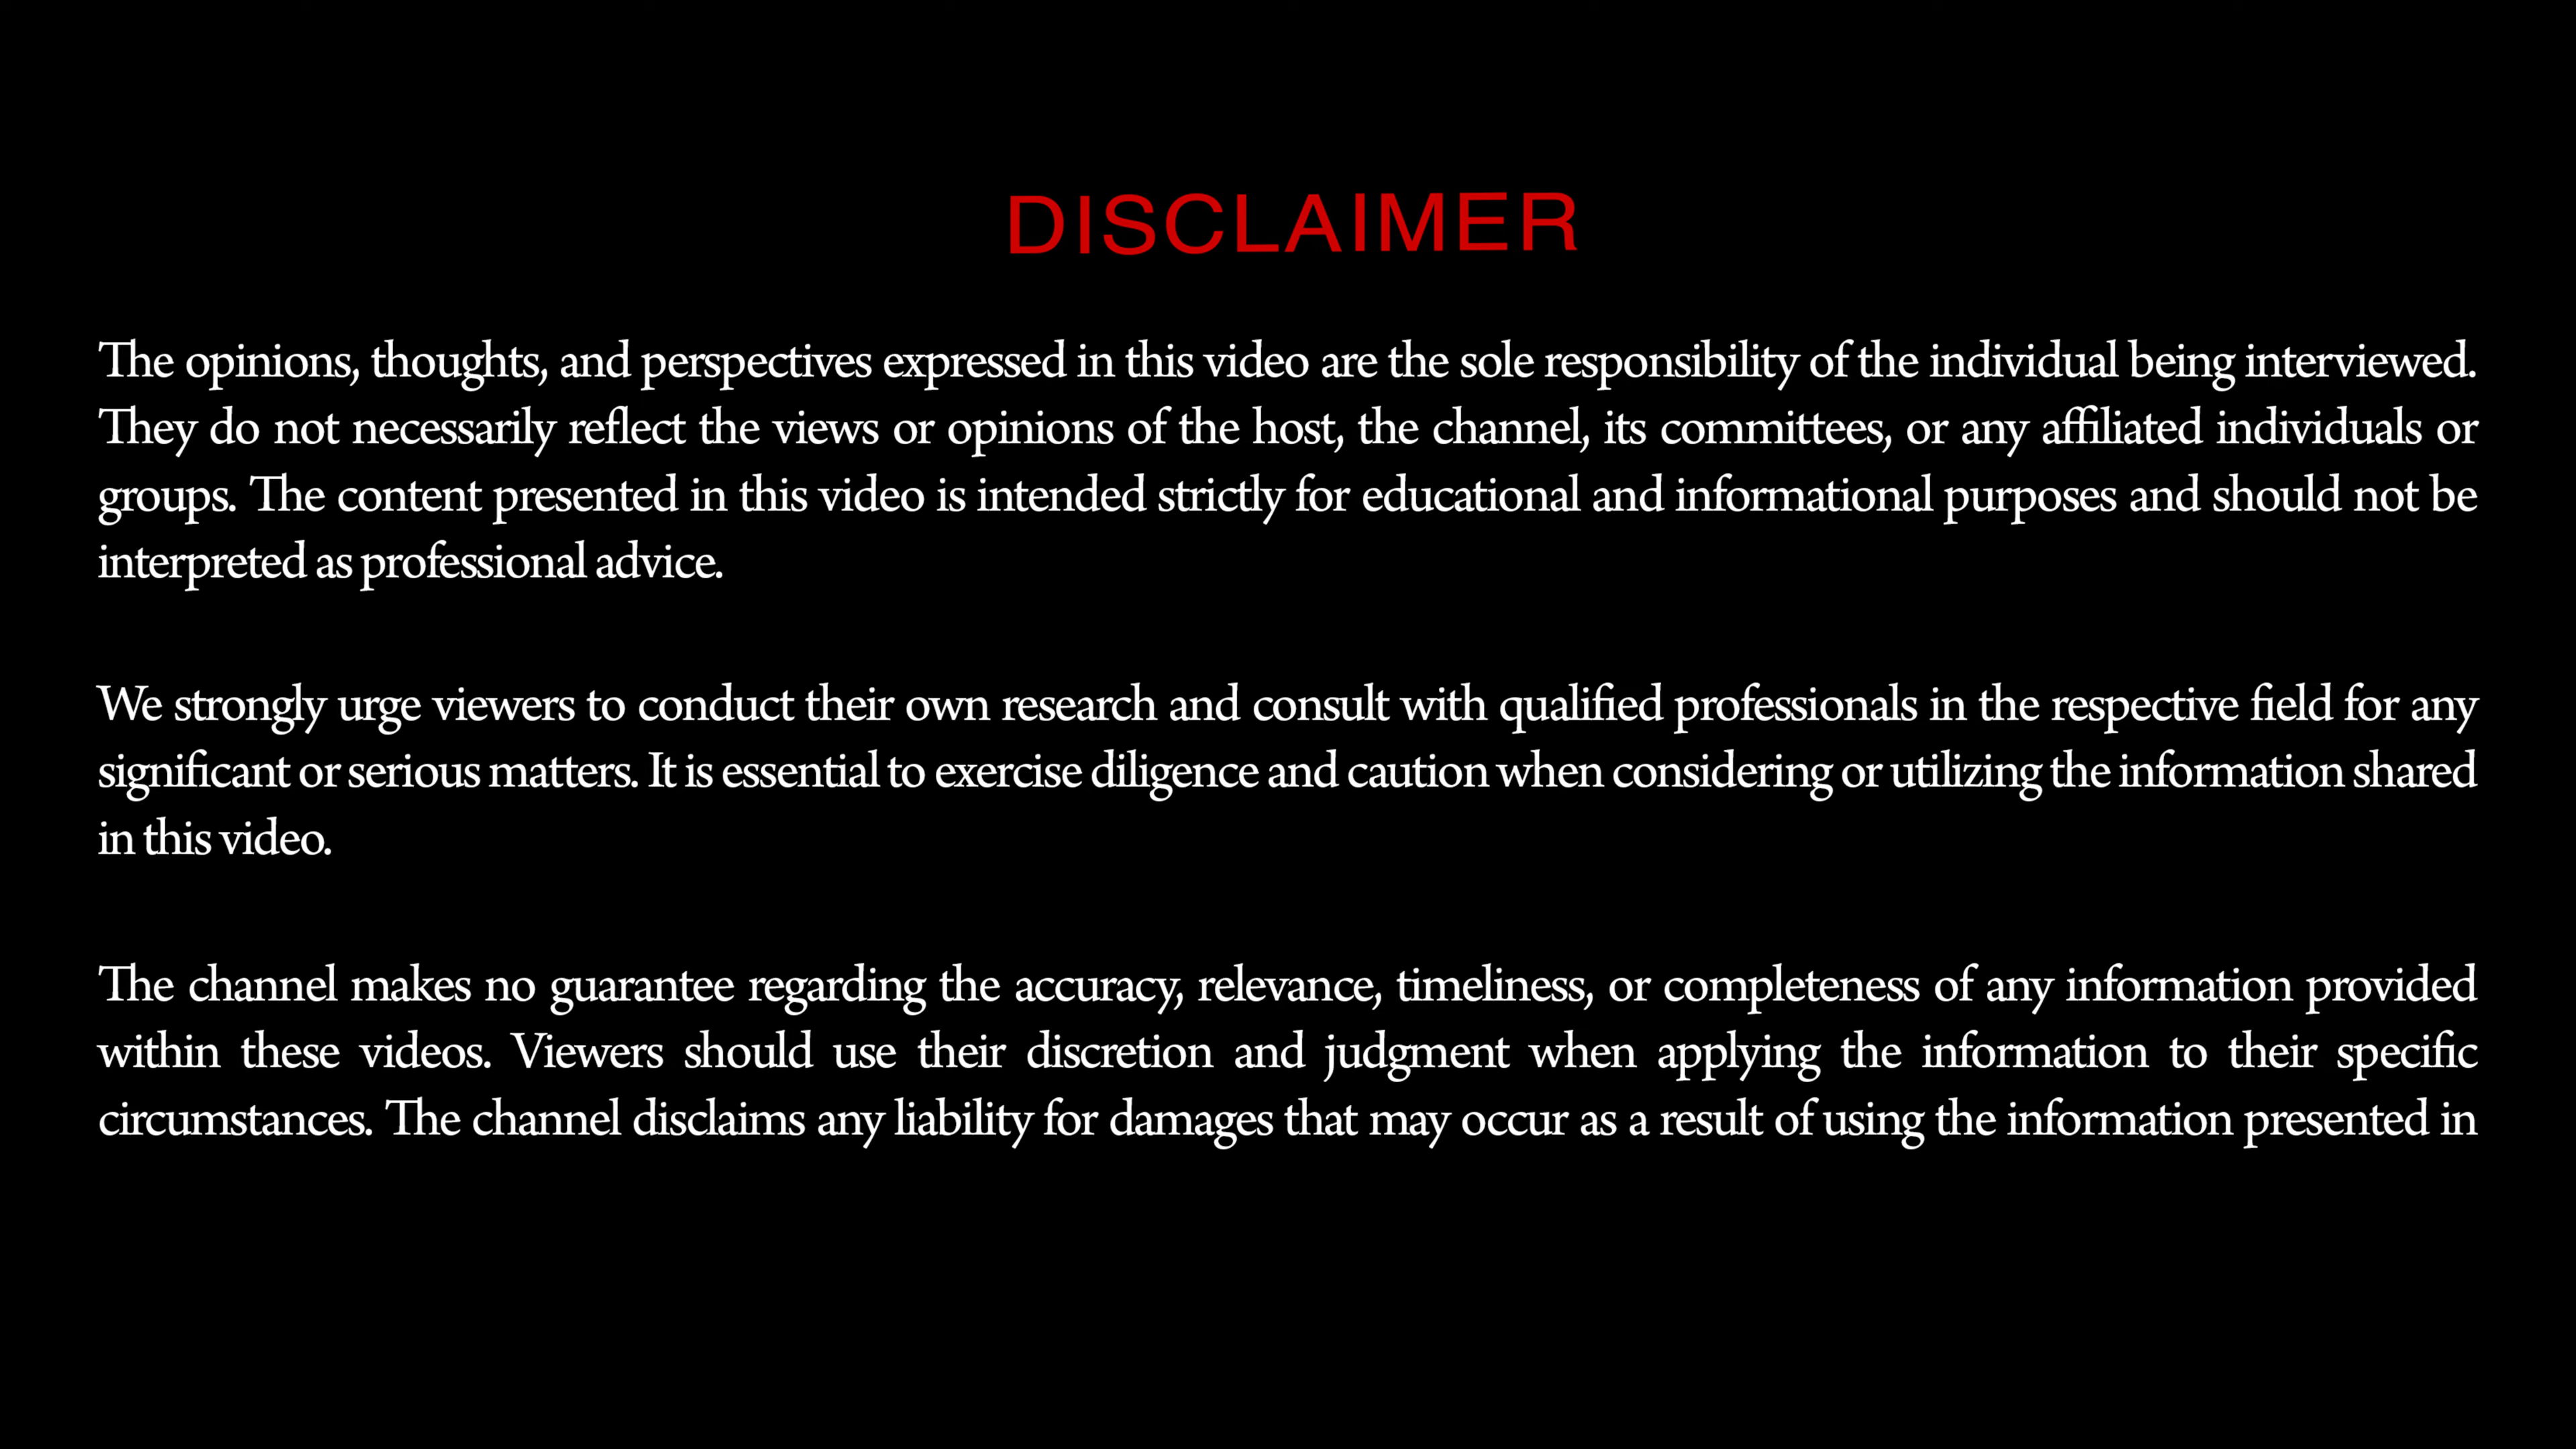 DISCLAIMER
The opinions, thoughts, and perspectives expressed in this video are the sole responsibility of the individual being interviewed.
They do not necessarily reflect the views or opinions of the host, the channel, its committees, or any affiliated individuals or
groups. The content presented in this video is intended strictly for educational and informational purposes and should not be
interpreted as professional advice.
We strongly urge viewers to conduct their own research and consult with qualified professionals in the respective field for any
significant or serious matters. It is essential to exercise diligence and caution when considering or utilizing the information shared
in this video.
The channel makes no guarantee regarding the accuracy, relevance, timeliness, or completeness of any information provided
within these videos. Viewers should use their discretion and judgment when applying the information to their specific
circumstances. The channel disclaims any liability for damages that may occur as a result of using the information presented in